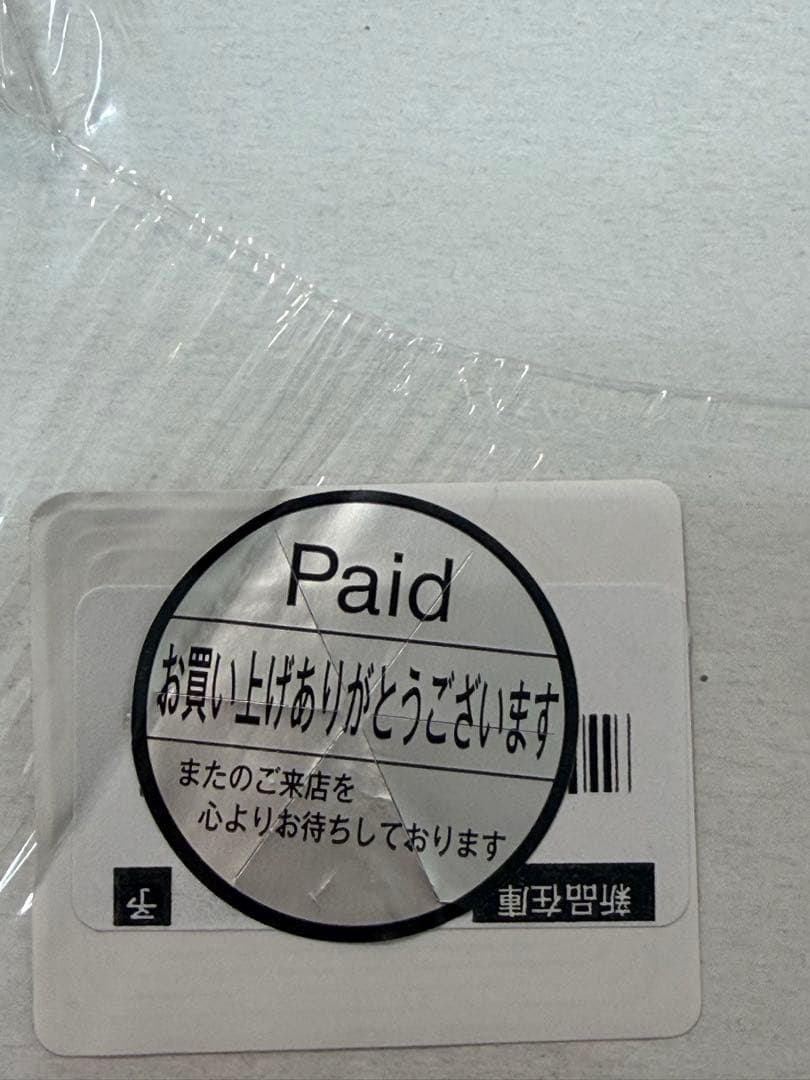 Paid
お買い上げありがとうございます
またのご来店を
心よりお待ちしております
予
新品在庫